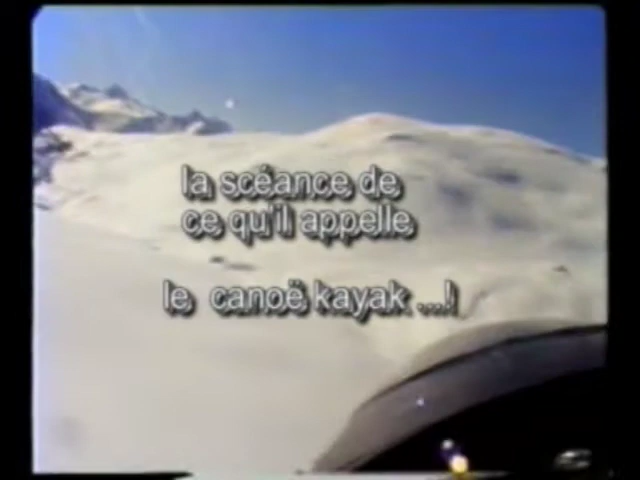 la scéance de
ce qu'il appelle
le canoë kayak ...!